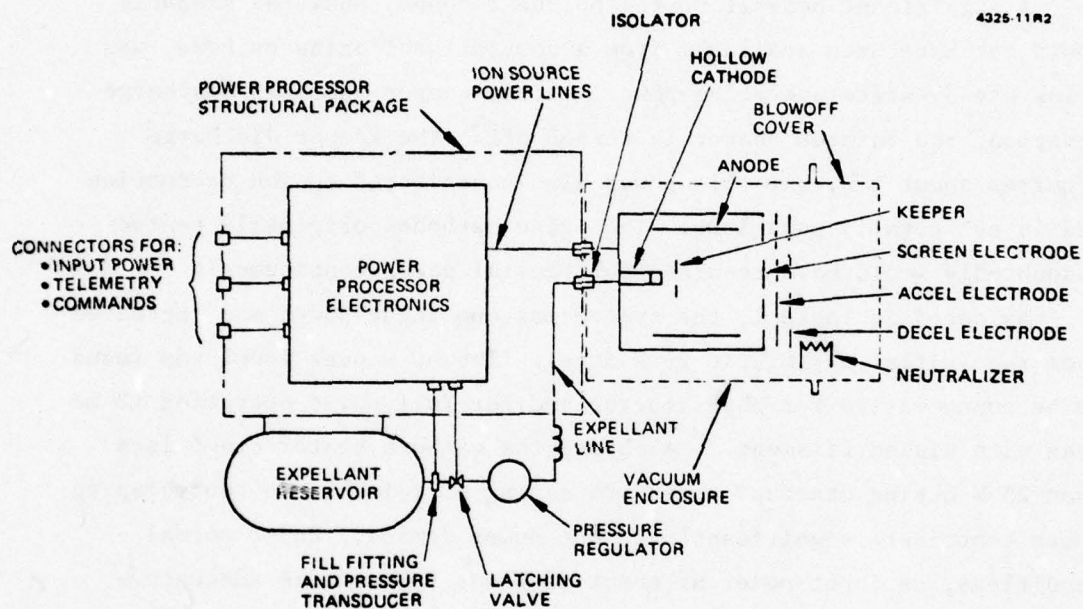 4325-11R2
ISOLATOR
HOLLOW
CATHODE
ION SOURCE
POWER LINES
POWER PROCESSOR
STRUCTURAL PACKAGE
BLOWOFF
COVER
ANODE
KEEPER
SCREEN ELECTRODE
ACCEL ELECTRODE
DECEL ELECTRODE
NEUTRALIZER
CONNECTORS FOR:
• INPUT POWER
• TELEMETRY
• COMMANDS
POWER
PROCESSOR
ELECTRONICS
EXPELLANT
LINE
EXPELLANT
RESERVOIR
VACUUM
ENCLOSURE
PRESSURE
REGULATOR
FILL FITTING
AND PRESSURE
TRANSDUCER
LATCHING
VALVE